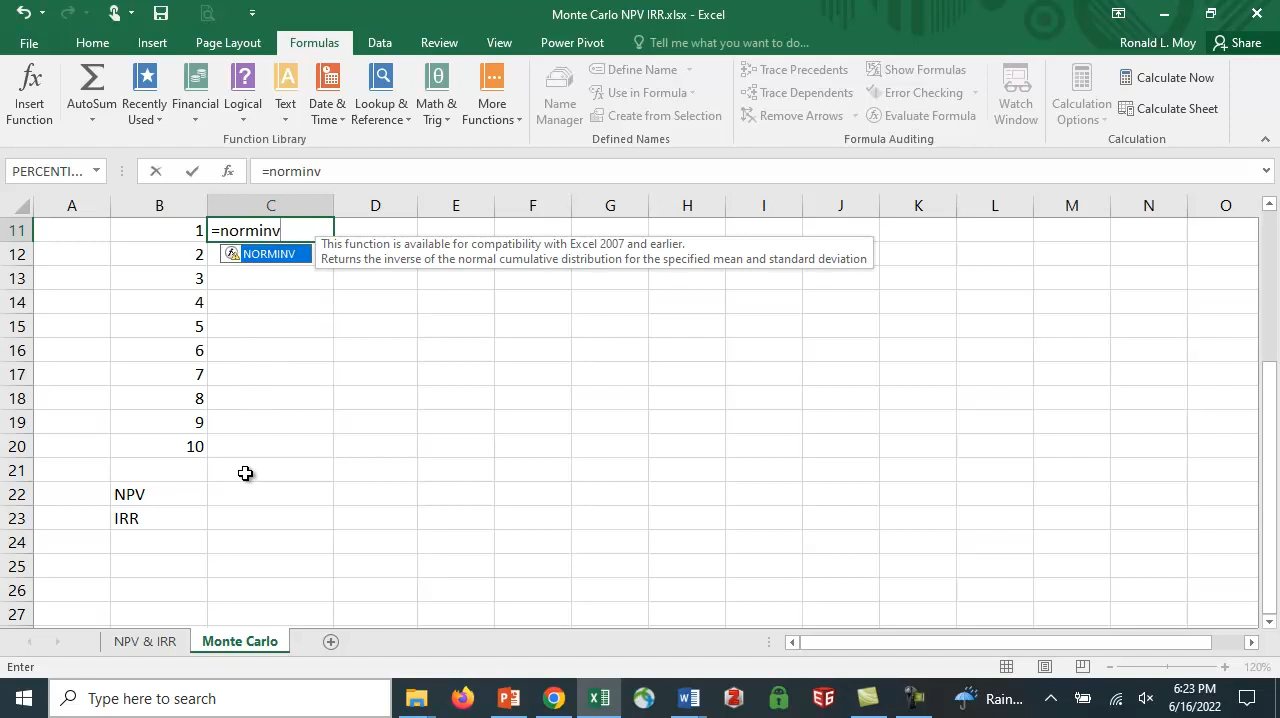 Monte Carlo NPV IRR.xlsx - Excel
File Home Insert Page Layout Formulas Data Review View Power Pivot Tell me what you want to do... Ronald L. Moy Share
Insert Function
AutoSum
Recently Used
Financial
Logical
Text
Date & Time
Lookup & Reference
Math & Trig
More Functions
Function Library
Name Manager
Define Name
Use in Formula
Create from Selection
Defined Names
Trace Precedents
Trace Dependents
Remove Arrows
Show Formulas
Error Checking
Evaluate Formula
Formula Auditing
Watch Window
Calculation Options
Calculate Now
Calculate Sheet
Calculation
PERCENTI... fx =norminv
A B C D E F G H I J K L M N O
11 1 =norminv
This function is available for compatibility with Excel 2007 and earlier.
12 2 NORMINV
Returns the inverse of the normal cumulative distribution for the specified mean and standard deviation
13 3
14 4
15 5
16 6
17 7
18 8
19 9
20 10
21
22 NPV
23 IRR
24
25
26
27
NPV & IRR Monte Carlo
Enter 120%
Type here to search
Rain...
6:23 PM
6/16/2022